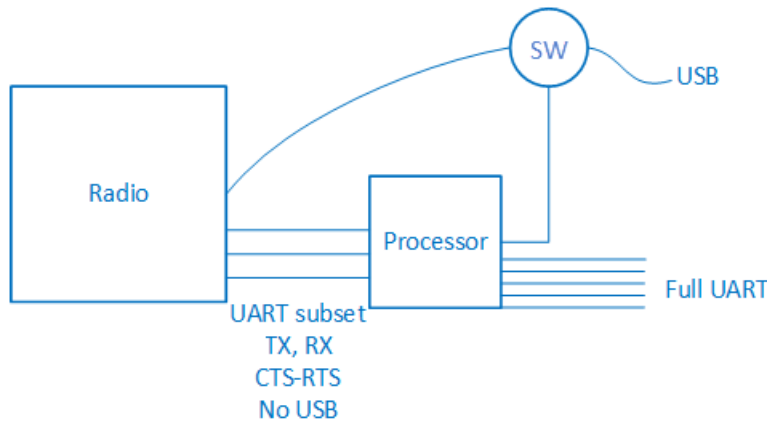 SW
USB
Radio
Processor
Full UART
UART subset
TX, RX
CTS-RTS
No USB